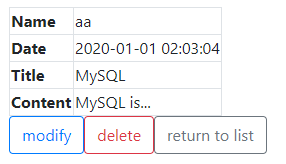 Name aa
Date 2020-01-01 02:03:04
Title MySQL
Content MySQL is...
modify delete return to list